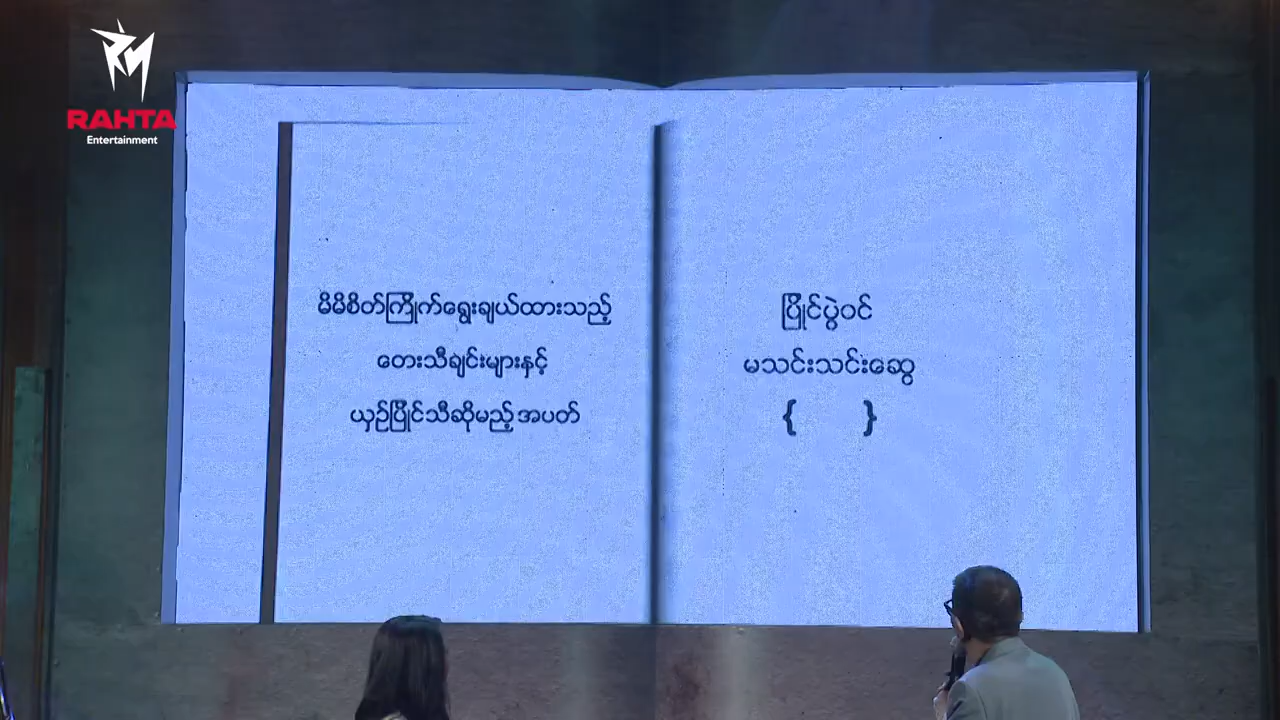 RAHTA
Entertainment
မိမိစိတ်ကြိုက်ရွေးချယ်ထားသည့်
တေးသီချင်းများနှင့်
ယှဉ်ပြိုင်သီဆိုမည့်အပတ်
ပြိုင်ပွဲဝင်
မသင်းသင်းဆွေ
{ }